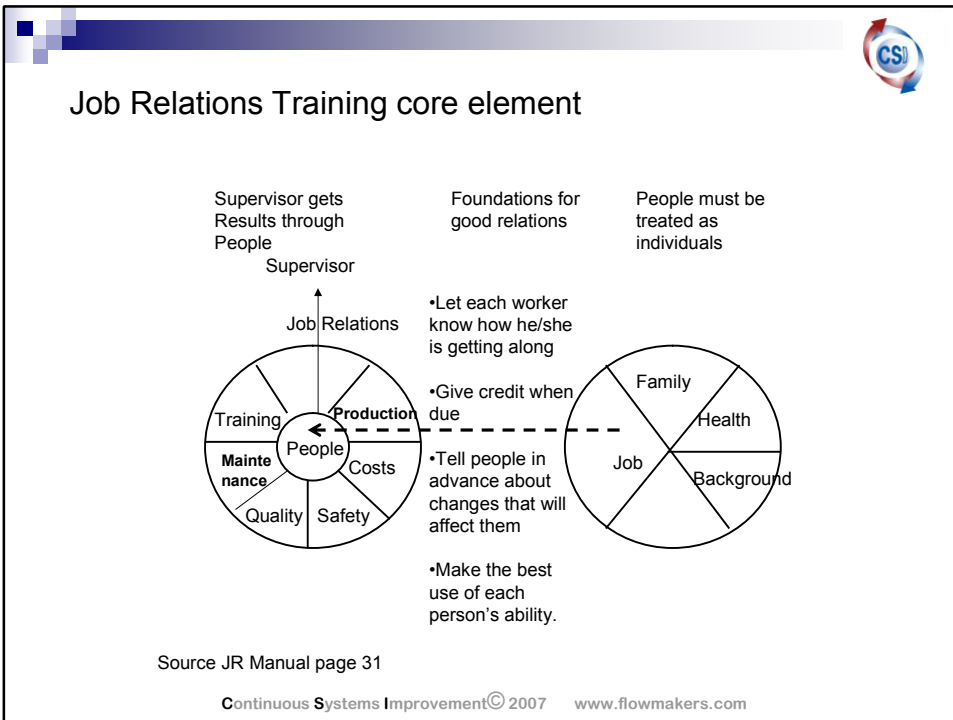 CSI
Job Relations Training core element
Supervisor gets
Results through
People
Foundations for
good relations
People must be
treated as
individuals
Supervisor
Job Relations
Training
Production
People
Mainte
nance
Costs
Quality
Safety
•Let each worker
know how he/she
is getting along
•Give credit when
due
•Tell people in
advance about
changes that will
affect them
•Make the best
use of each
person’s ability.
Family
Health
Job
Background
Source JR Manual page 31
Continuous Systems Improvement© 2007 www.flowmakers.com